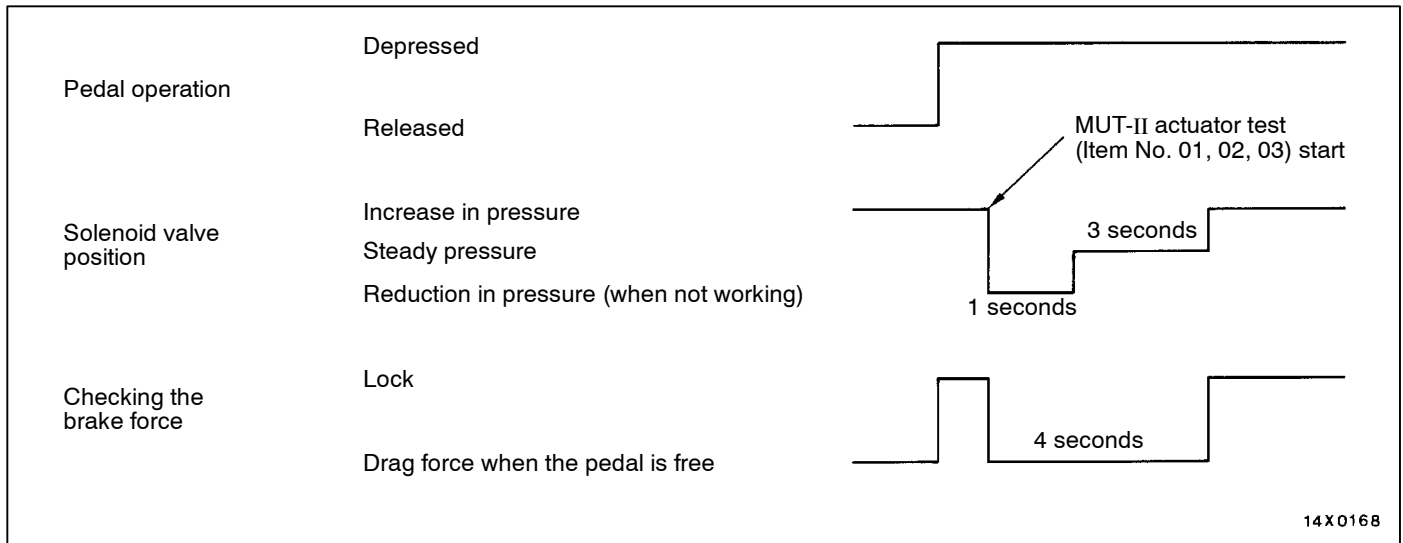 Depressed
Pedal operation
Released
MUT-II actuator test
(Item No. 01, 02, 03) start
Increase in pressure
Solenoid valve
position
3 seconds
Steady pressure
Reduction in pressure (when not working)
1 seconds
Lock
Checking the
brake force
4 seconds
Drag force when the pedal is free
14X0168